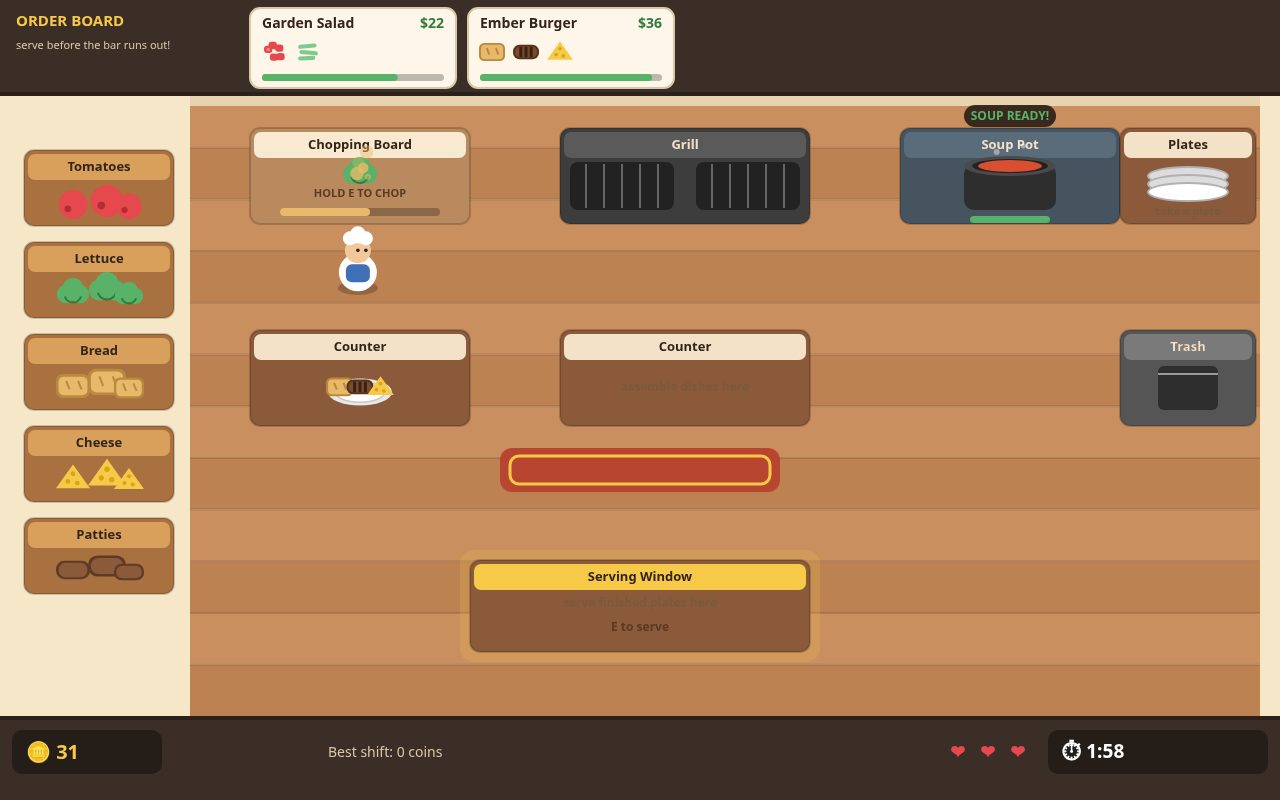 ORDER BOARD
serve before the bar runs out!
Garden Salad $22
Ember Burger $36
SOUP READY!
Chopping Board
HOLD E TO CHOP
Grill
Soup Pot
Plates
take a plate
Tomatoes
Lettuce
Bread
Cheese
Patties
Counter
Counter
assemble dishes here
Trash
Serving Window
serve finished plates here
E to serve
31
Best shift: 0 coins
1:58